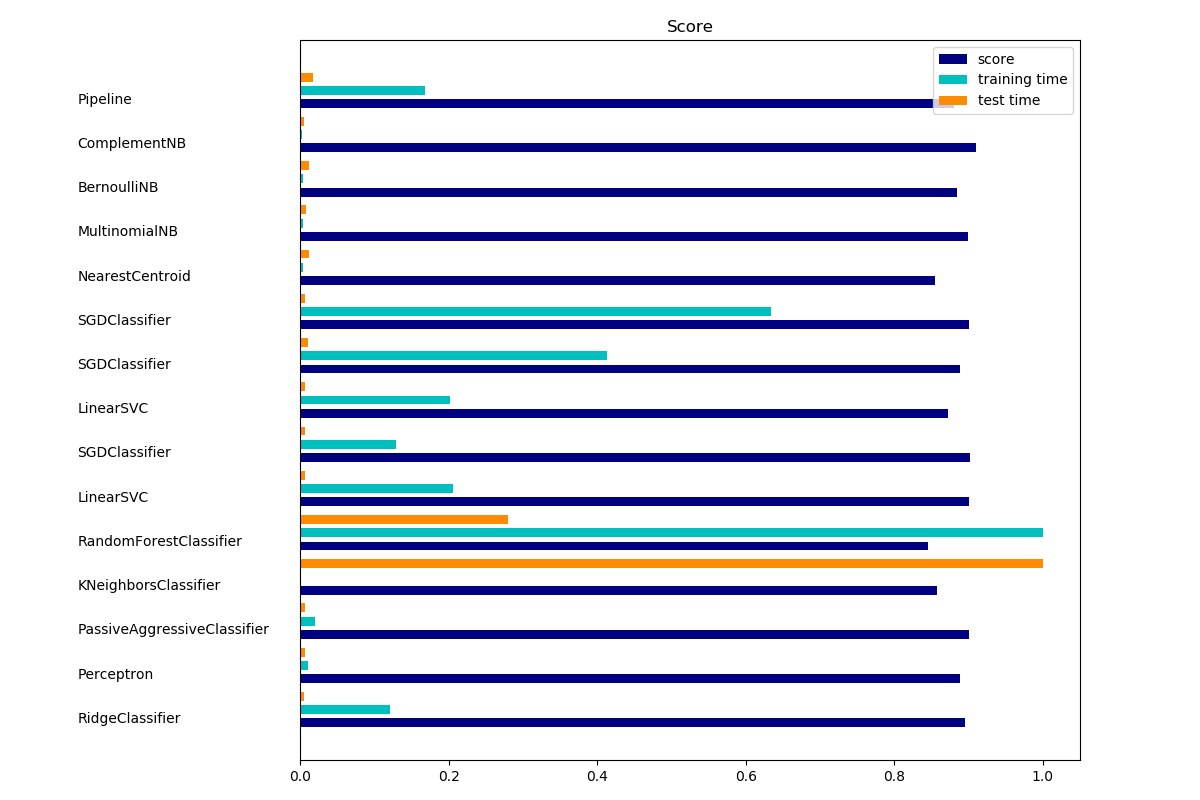 Score
score
training time
test time
Pipeline
ComplementNB
BernoulliNB
MultinomialNB
NearestCentroid
SGDClassifier
SGDClassifier
LinearSVC
SGDClassifier
LinearSVC
RandomForestClassifier
KNeighborsClassifier
PassiveAggressiveClassifier
Perceptron
RidgeClassifier
0.0 0.2 0.4 0.6 0.8 1.0